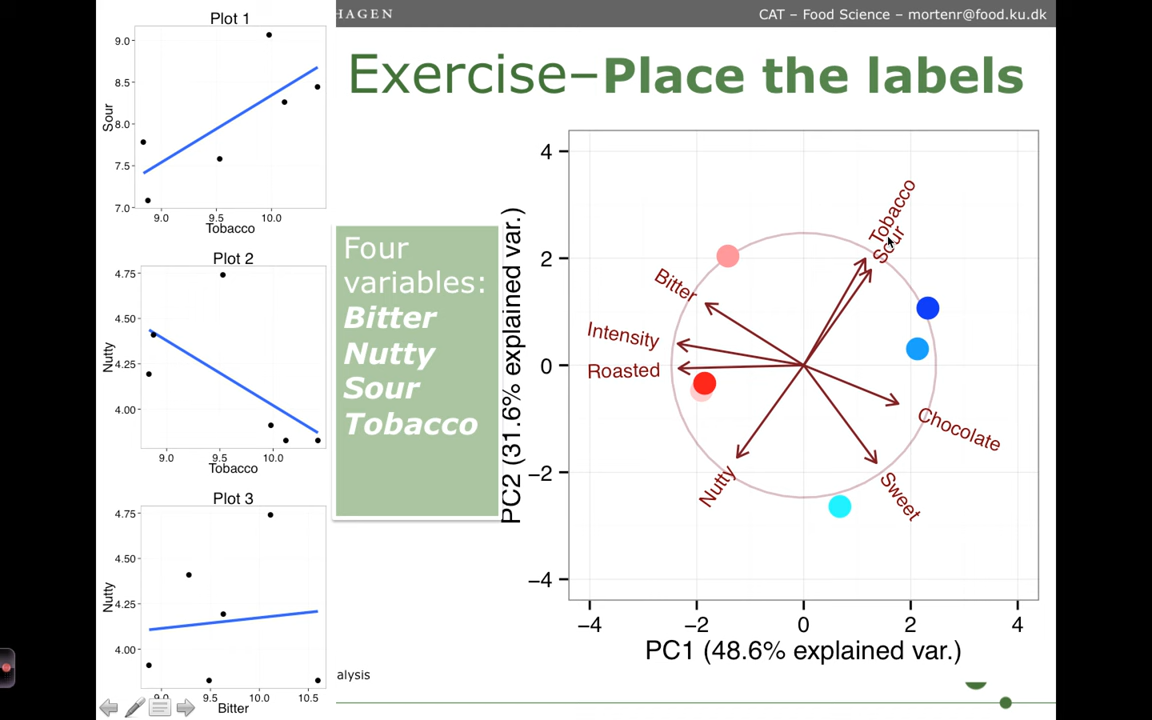 HAGEN
CAT – Food Science – mortenr@food.ku.dk
Exercise–Place the labels
Plot 1
9.0
8.5
8.0
7.5
7.0
Sour
9.0 9.5 10.0
Tobacco
Plot 2
4.75
4.50
4.25
4.00
Nutty
9.0 9.5 10.0
Tobacco
Plot 3
4.75
4.50
4.25
4.00
Nutty
9.0 9.5 10.0 10.5
Bitter
Four
variables:
Bitter
Nutty
Sour
Tobacco
PC2 (31.6% explained var.)
4
2
0
−2
−4
Tobacco
Sour
Bitter
Intensity
Roasted
Chocolate
Nutty
Sweet
−4 −2 0 2 4
PC1 (48.6% explained var.)
alysis